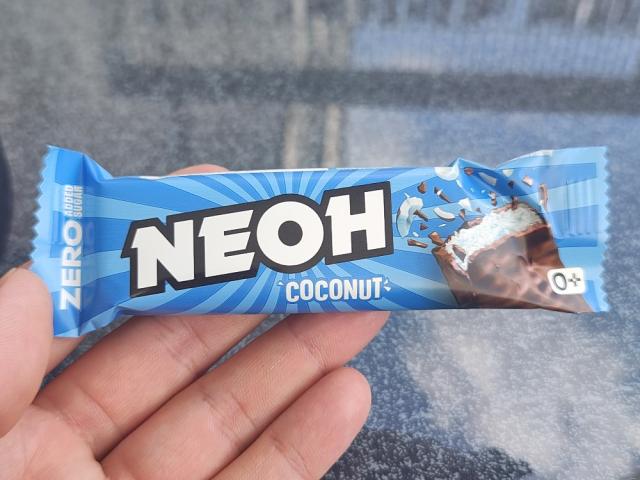 ZERO ADDED
SUGAR
NEOH
COCONUT
0+